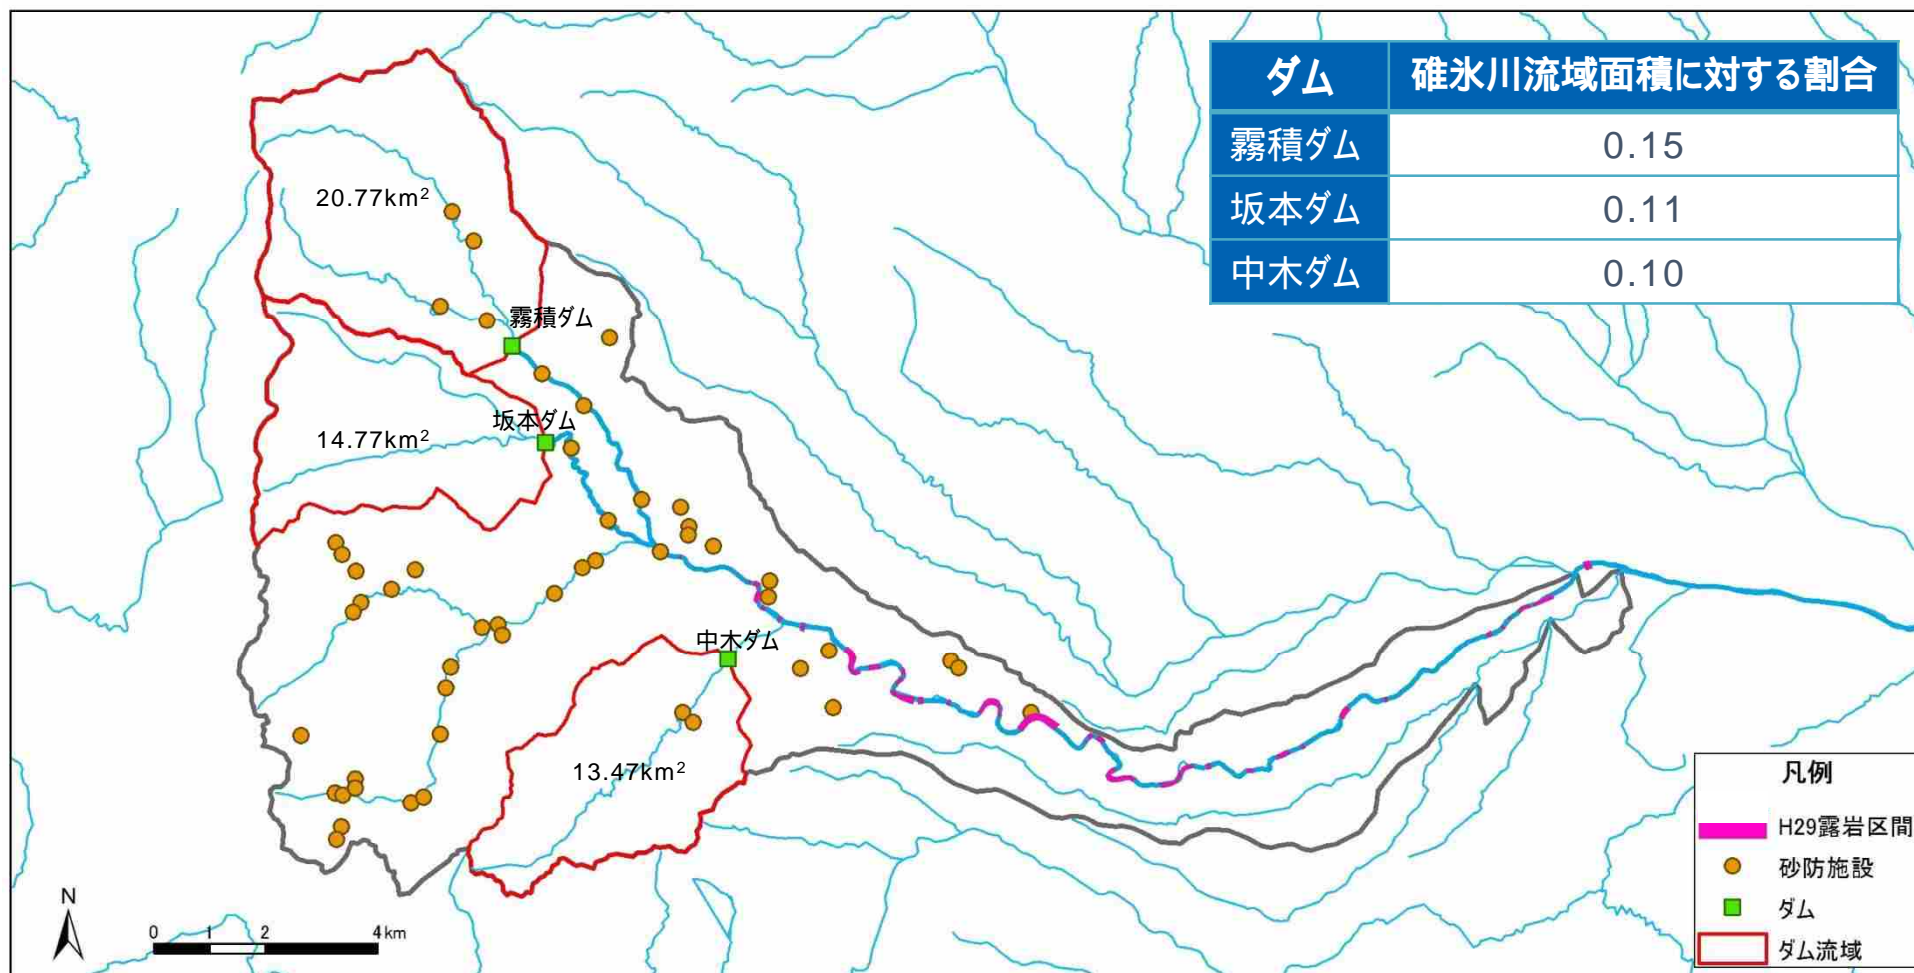 ダム 碓氷川流域面積に対する割合
霧積ダム 0.15
坂本ダム 0.11
中木ダム 0.10
20.77km²
霧積ダム
坂本ダム
14.77km²
中木ダム
13.47km²
凡例
H29露岩区間
砂防施設
ダム
ダム流域
N
0 1 2 4km